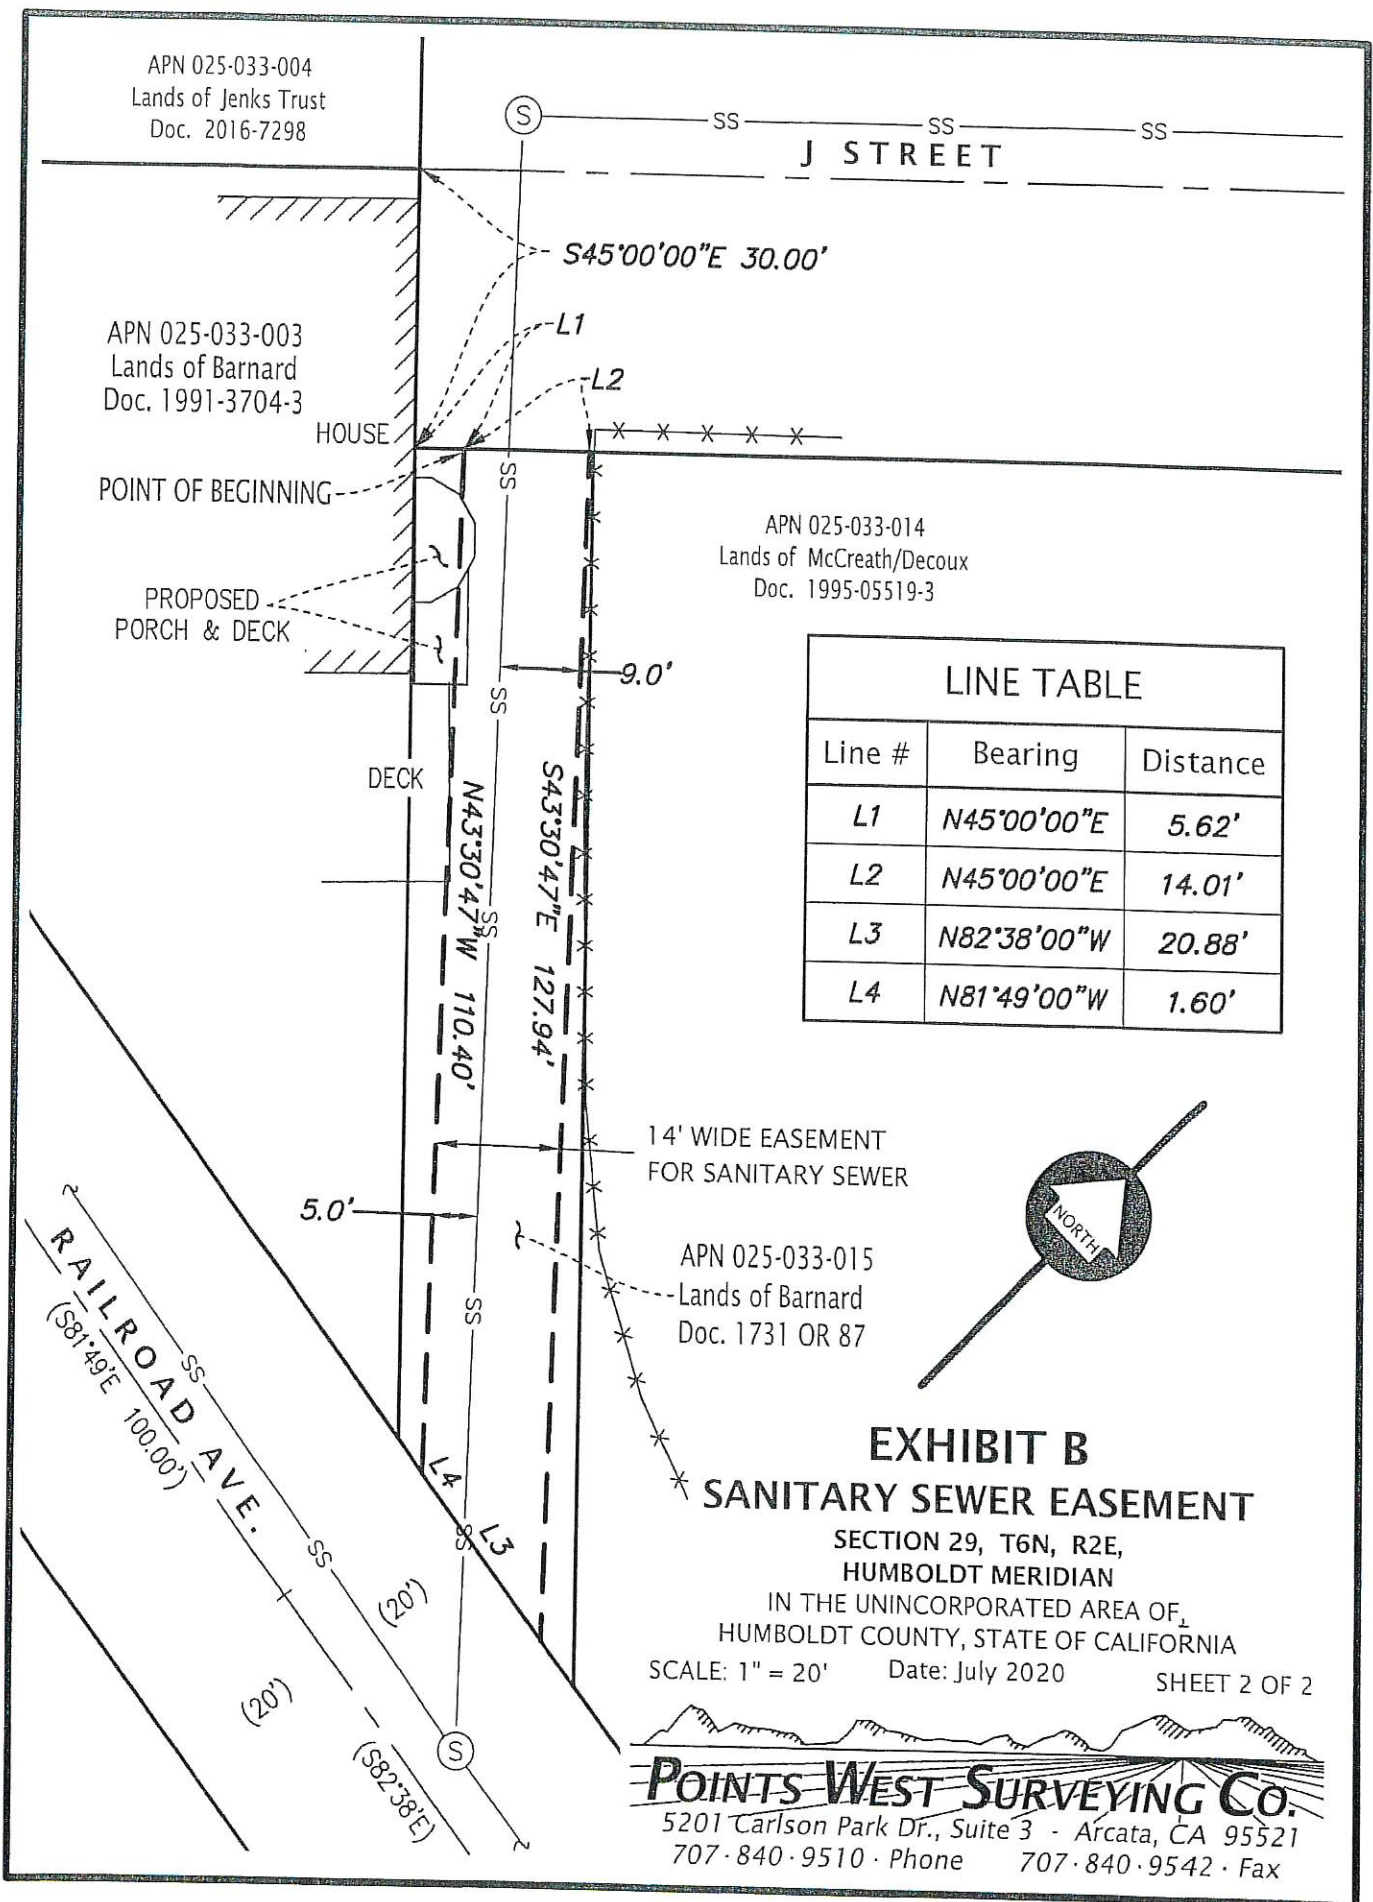 APN 025-033-004
Lands of Jenks Trust
Doc. 2016-7298
S
SS
SS
SS
J STREET
S45°00'00"E 30.00'
L1
L2
APN 025-033-003
Lands of Barnard
Doc. 1991-3704-3
HOUSE
POINT OF BEGINNING
SS
PROPOSED
PORCH & DECK
APN 025-033-014
Lands of McCreath/Decoux
Doc. 1995-05519-3
9.0'
SS
DECK
N43°30'47"W 110.40'
S43°30'47"E 127.94'
SS
LINE TABLE
Line # Bearing Distance
L1 N45°00'00"E 5.62'
L2 N45°00'00"E 14.01'
L3 N82°38'00"W 20.88'
L4 N81°49'00"W 1.60'
14' WIDE EASEMENT
FOR SANITARY SEWER
5.0'
NORTH
APN 025-033-015
Lands of Barnard
Doc. 1731 OR 87
SS
RAILROAD AVE.
(S81°49'E 100.00')
SS
SS
L4
L3
SS
(20')
(20')
(S82°38'E)
S
EXHIBIT B
SANITARY SEWER EASEMENT
SECTION 29, T6N, R2E,
HUMBOLDT MERIDIAN
IN THE UNINCORPORATED AREA OF,
HUMBOLDT COUNTY, STATE OF CALIFORNIA
SCALE: 1" = 20' Date: July 2020 SHEET 2 OF 2
POINTS WEST SURVEYING CO.
5201 Carlson Park Dr., Suite 3 - Arcata, CA 95521
707·840·9510 · Phone 707·840·9542 · Fax